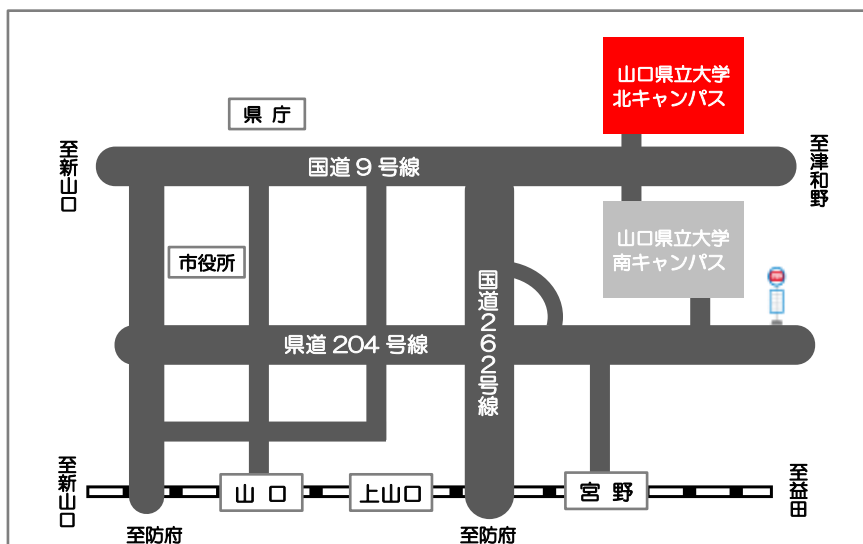 山口県立大学
北キャンパス
県庁
至新山口
国道9号線
至津和野
山口県立大学
南キャンパス
市役所
国道262号線
県道204号線
至新山口
山口
上山口
宮野
至益田
至防府
至防府